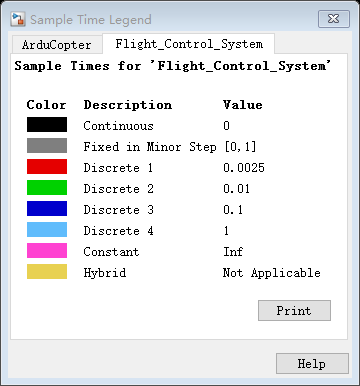 Sample Time Legend
ArduCopter Flight_Control_System
Sample Times for 'Flight_Control_System'
Color Description Value
Continuous 0
Fixed in Minor Step [0,1]
Discrete 1 0.0025
Discrete 2 0.01
Discrete 3 0.1
Discrete 4 1
Constant Inf
Hybrid Not Applicable
Print
Help